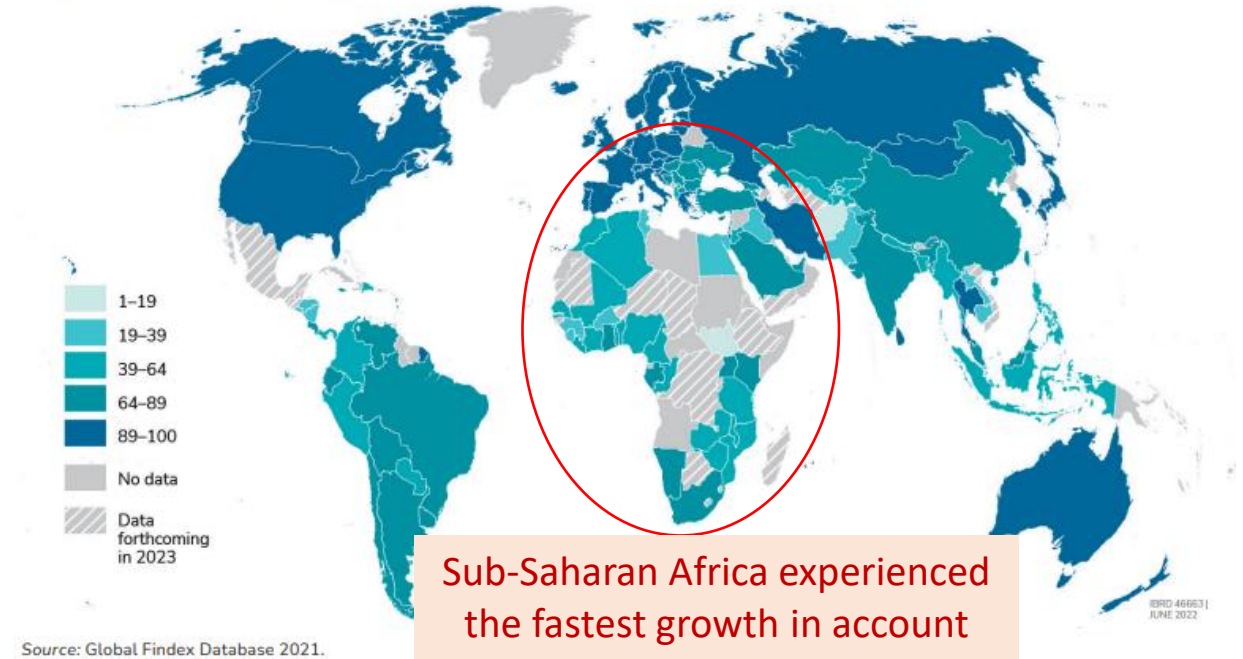 1–19
19–39
39–64
64–89
89–100
No data
Data
forthcoming
in 2023
Sub-Saharan Africa experienced
the fastest growth in account
IBRD 46663 |
JUNE 2022
Source: Global Findex Database 2021.